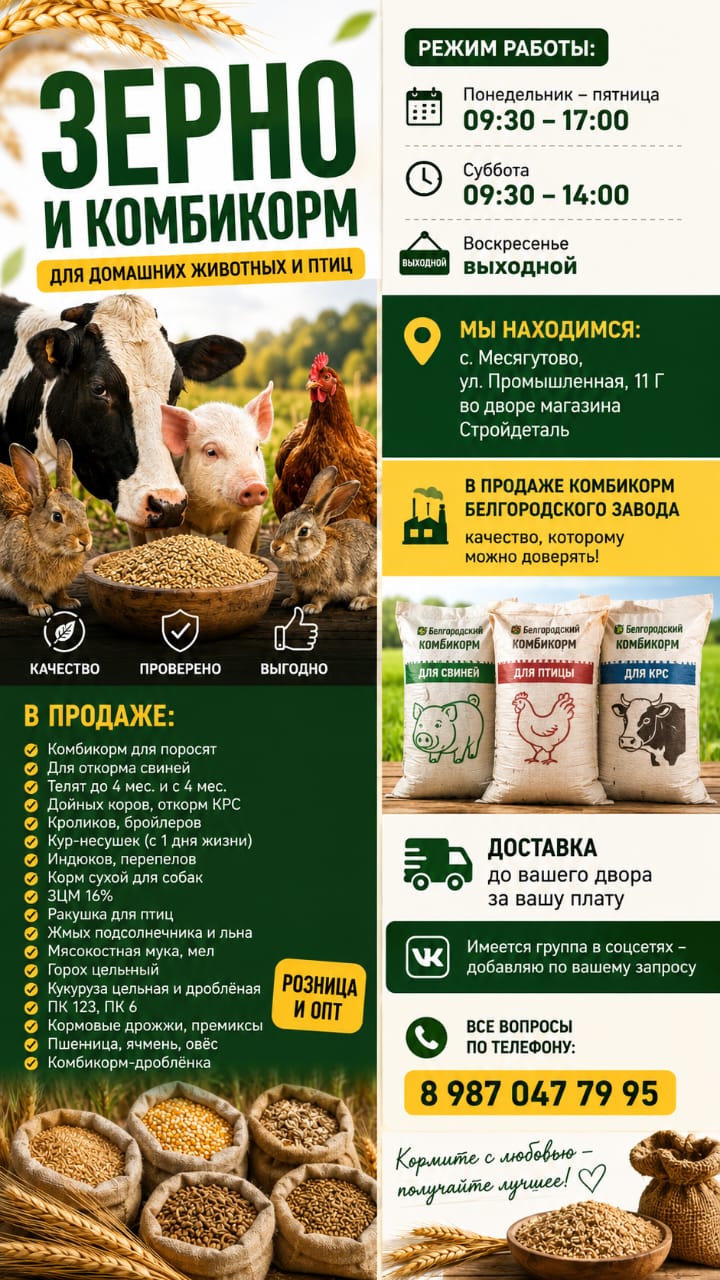 ЗЕРНО
И КОМБИКОРМ
ДЛЯ ДОМАШНИХ ЖИВОТНЫХ И ПТИЦ
КАЧЕСТВО
ПРОВЕРЕНО
ВЫГОДНО
В ПРОДАЖЕ:
Комбикорм для поросят
Для откорма свиней
Телят до 4 мес. и с 4 мес.
Дойных коров, откорм КРС
Кроликов, бройлеров
Кур-несушек (с 1 дня жизни)
Индюков, перепелов
Корм сухой для собак
ЗЦМ 16%
Ракушка для птиц
Жмых подсолнечника и льна
Мясокостная мука, мел
Горох цельный
Кукуруза цельная и дроблёная
ПК 123, ПК 6
Кормовые дрожжи, премиксы
Пшеница, ячмень, овёс
Комбикорм-дроблёнка
РОЗНИЦА
И ОПТ
РЕЖИМ РАБОТЫ:
Понедельник – пятница
09:30 – 17:00
Суббота
09:30 – 14:00
ВЫХОДНОЙ
Воскресенье
выходной
МЫ НАХОДИМСЯ:
с. Месягутово,
ул. Промышленная, 11 Г
во дворе магазина
Стройдеталь
В ПРОДАЖЕ КОМБИКОРМ
БЕЛГОРОДСКОГО ЗАВОДА
качество, которому
можно доверять!
Белгородский
КОМБИКОРМ
ДЛЯ СВИНЕЙ
Белгородский
КОМБИКОРМ
ДЛЯ ПТИЦЫ
Белгородский
КОМБИКОРМ
ДЛЯ КРС
ДОСТАВКА
до вашего двора
за вашу плату
Имеется группа в соцсетях –
добавляю по вашему запросу
ВСЕ ВОПРОСЫ
ПО ТЕЛЕФОНУ:
8 987 047 79 95
Кормите с любовью –
получайте лучшее!